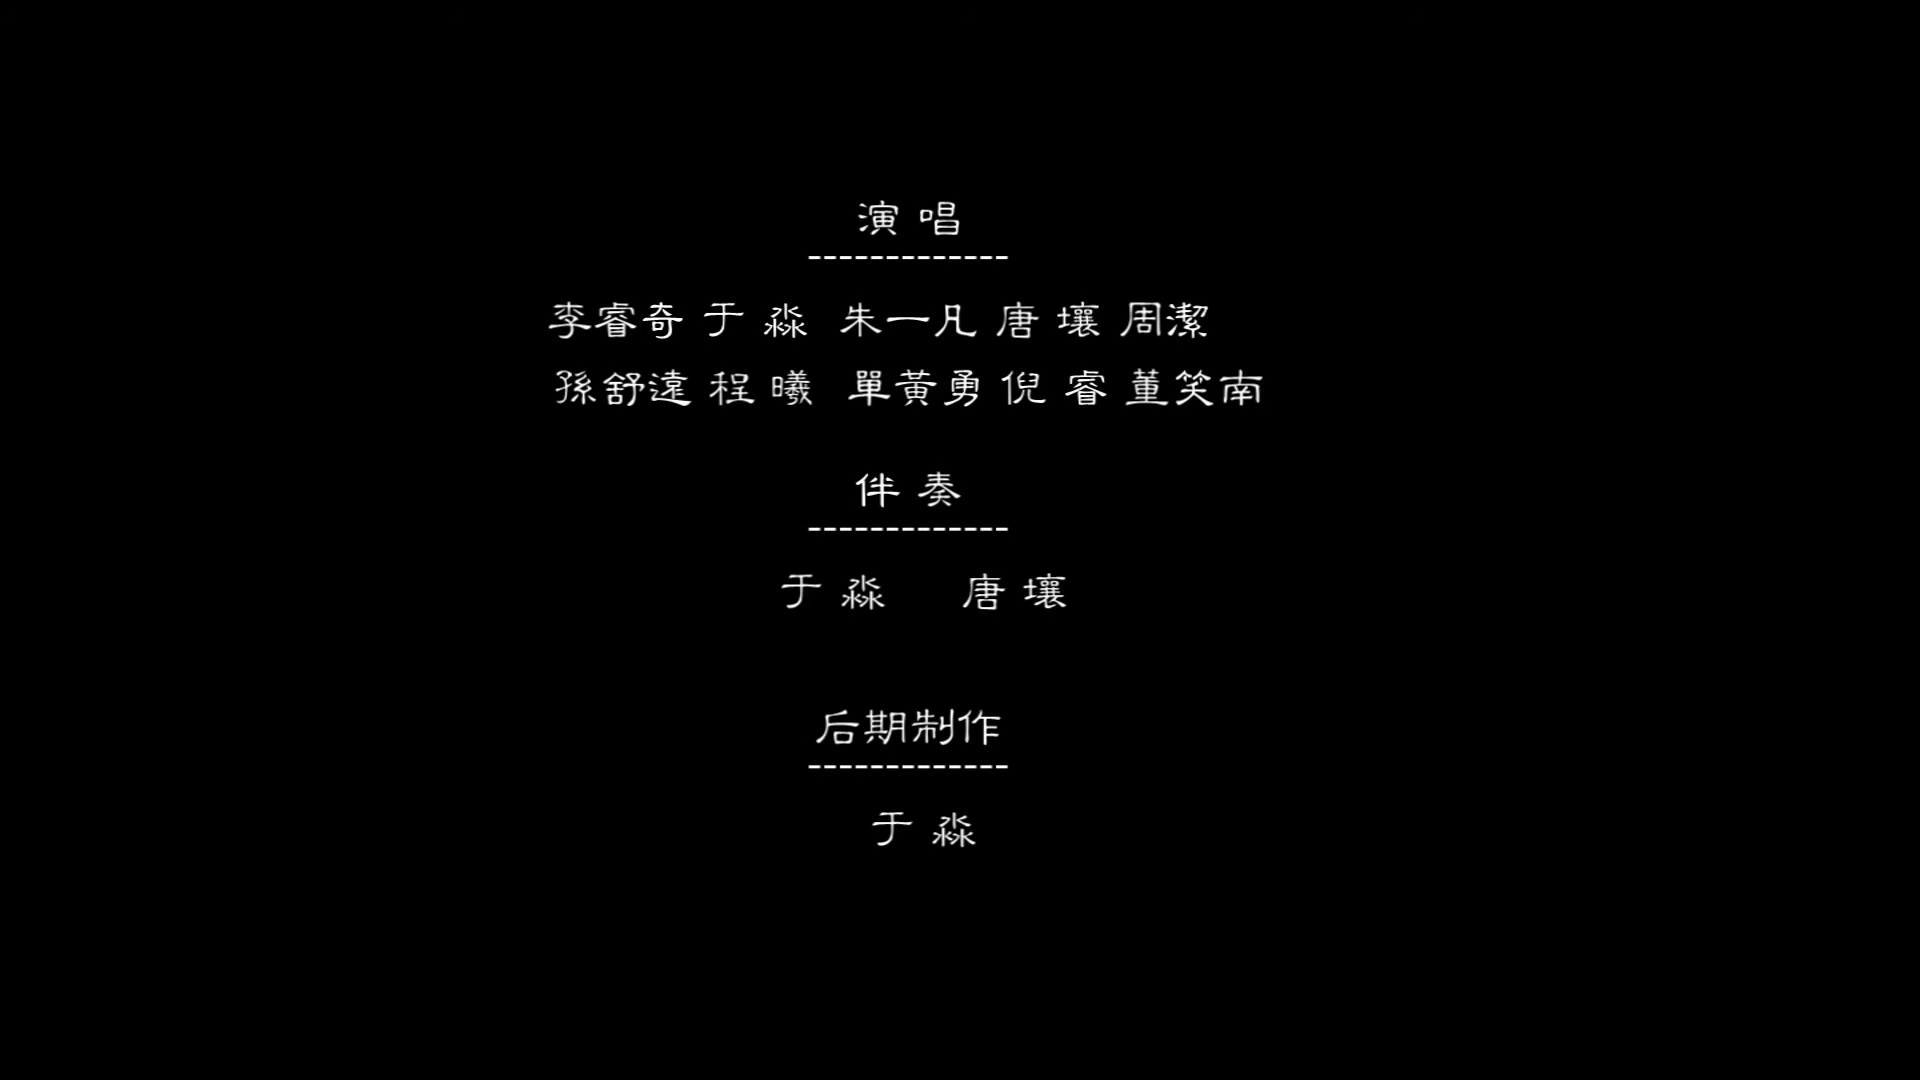 演 唱
-------------
李睿奇 于 淼 朱一凡 唐 壤 周潔
孫舒遠 程 曦 單黃勇 倪 睿 董笑南
伴 奏
-------------
于 淼 唐 壤
后期制作
-------------
于 淼